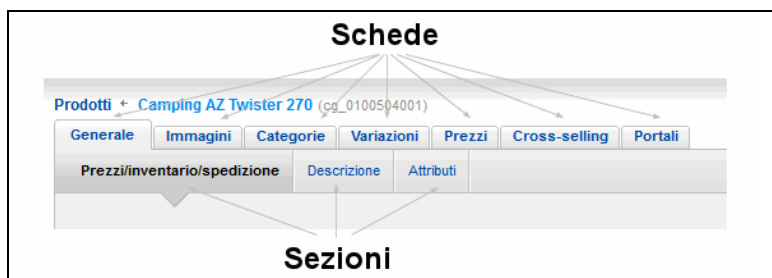 Schede
Prodotti ← Camping AZ Twister 270 (cg_0100504001)
Generale Immagini Categorie Variazioni Prezzi Cross-selling Portali
Prezzi/inventario/spedizione Descrizione Attributi
Sezioni